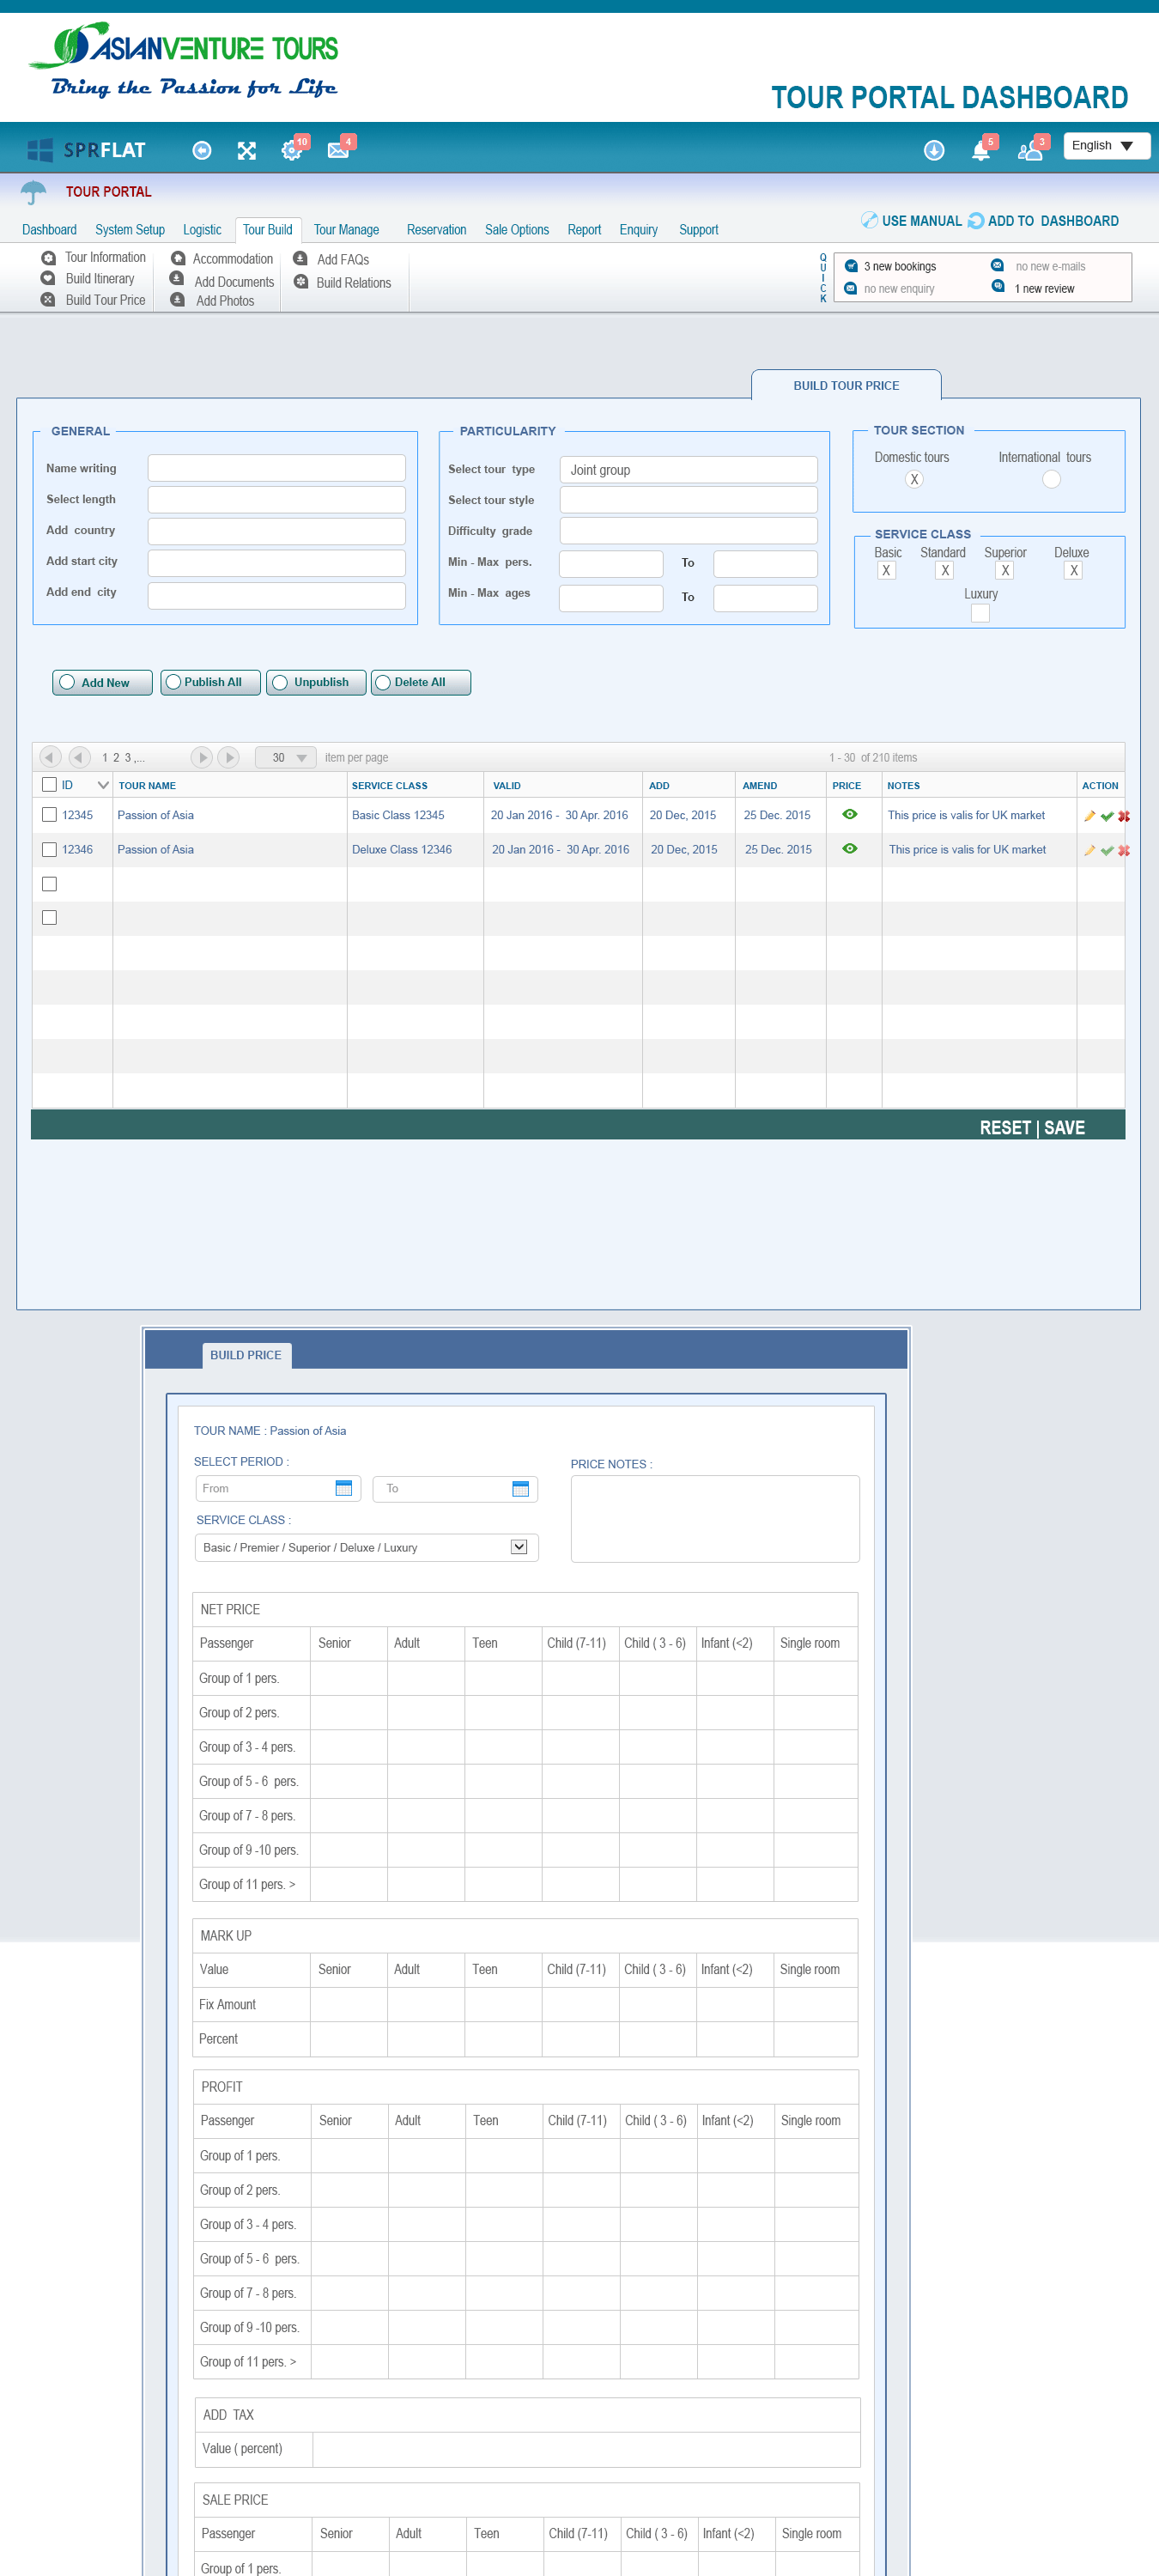 ASIANVENTURE TOURS
Bring the Passion for Life
TOUR PORTAL DASHBOARD
SPRFLAT 10 4 5 3 English
TOUR PORTAL
Dashboard System Setup Logistic Tour Build Tour Manage Reservation Sale Options Report Enquiry Support USE MANUAL ADD TO DASHBOARD
Tour Information Accommodation Add FAQs
Build Itinerary Add Documents Build Relations
Build Tour Price Add Photos
QUICK
3 new bookings no new e-mails
no new enquiry 1 new review
BUILD TOUR PRICE
GENERAL
Name writing
Select length
Add country
Add start city
Add end city
PARTICULARITY
Select tour type Joint group
Select tour style
Difficulty grade
Min - Max pers. To
Min - Max ages To
TOUR SECTION
Domestic tours International tours
X
SERVICE CLASS
Basic Standard Superior Deluxe
X X X X
Luxury
Add New Publish All Unpublish Delete All
1 2 3 ,... 30 item per page 1 - 30 of 210 items
ID TOUR NAME SERVICE CLASS VALID ADD AMEND PRICE NOTES ACTION
12345 Passion of Asia Basic Class 12345 20 Jan 2016 - 30 Apr. 2016 20 Dec, 2015 25 Dec. 2015 This price is valis for UK market
12346 Passion of Asia Deluxe Class 12346 20 Jan 2016 - 30 Apr. 2016 20 Dec, 2015 25 Dec. 2015 This price is valis for UK market
RESET | SAVE
BUILD PRICE
TOUR NAME : Passion of Asia
SELECT PERIOD : PRICE NOTES :
From To
SERVICE CLASS :
Basic / Premier / Superior / Deluxe / Luxury
NET PRICE
Passenger Senior Adult Teen Child (7-11) Child ( 3 - 6) Infant (<2) Single room
Group of 1 pers.
Group of 2 pers.
Group of 3 - 4 pers.
Group of 5 - 6 pers.
Group of 7 - 8 pers.
Group of 9 -10 pers.
Group of 11 pers. >
MARK UP
Value Senior Adult Teen Child (7-11) Child ( 3 - 6) Infant (<2) Single room
Fix Amount
Percent
PROFIT
Passenger Senior Adult Teen Child (7-11) Child ( 3 - 6) Infant (<2) Single room
Group of 1 pers.
Group of 2 pers.
Group of 3 - 4 pers.
Group of 5 - 6 pers.
Group of 7 - 8 pers.
Group of 9 -10 pers.
Group of 11 pers. >
ADD TAX
Value ( percent)
SALE PRICE
Passenger Senior Adult Teen Child (7-11) Child ( 3 - 6) Infant (<2) Single room
Group of 1 pers.